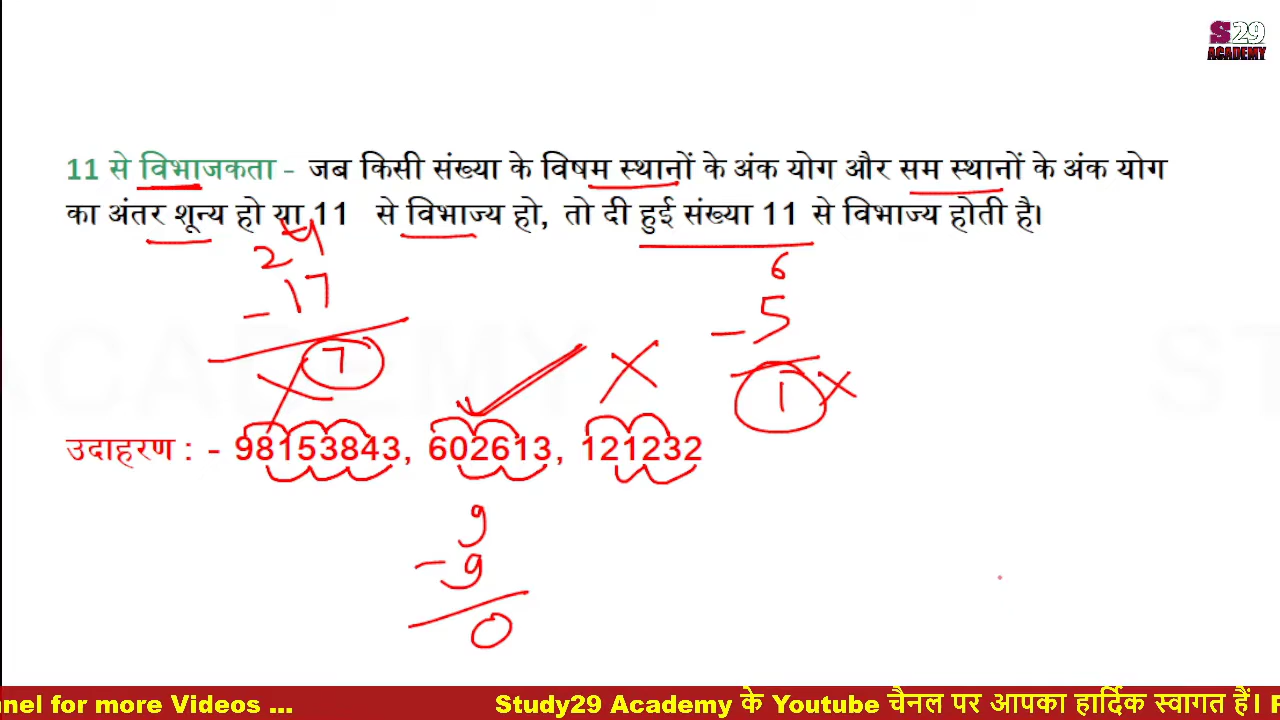 S29
ACADEMY
11 से विभाजकता - जब किसी संख्या के विषम स्थानों के अंक योग और सम स्थानों के अंक योग
का अंतर शून्य हो या 11 से विभाज्य हो, तो दी हुई संख्या 11 से विभाज्य होती है।
24
- 17
7
6
- 5
1
उदाहरण : - 98153843, 602613, 121232
9
- 9
0
nnel for more Videos ... Study29 Academy के Youtube चैनल पर आपका हार्दिक स्वागत हैं। F